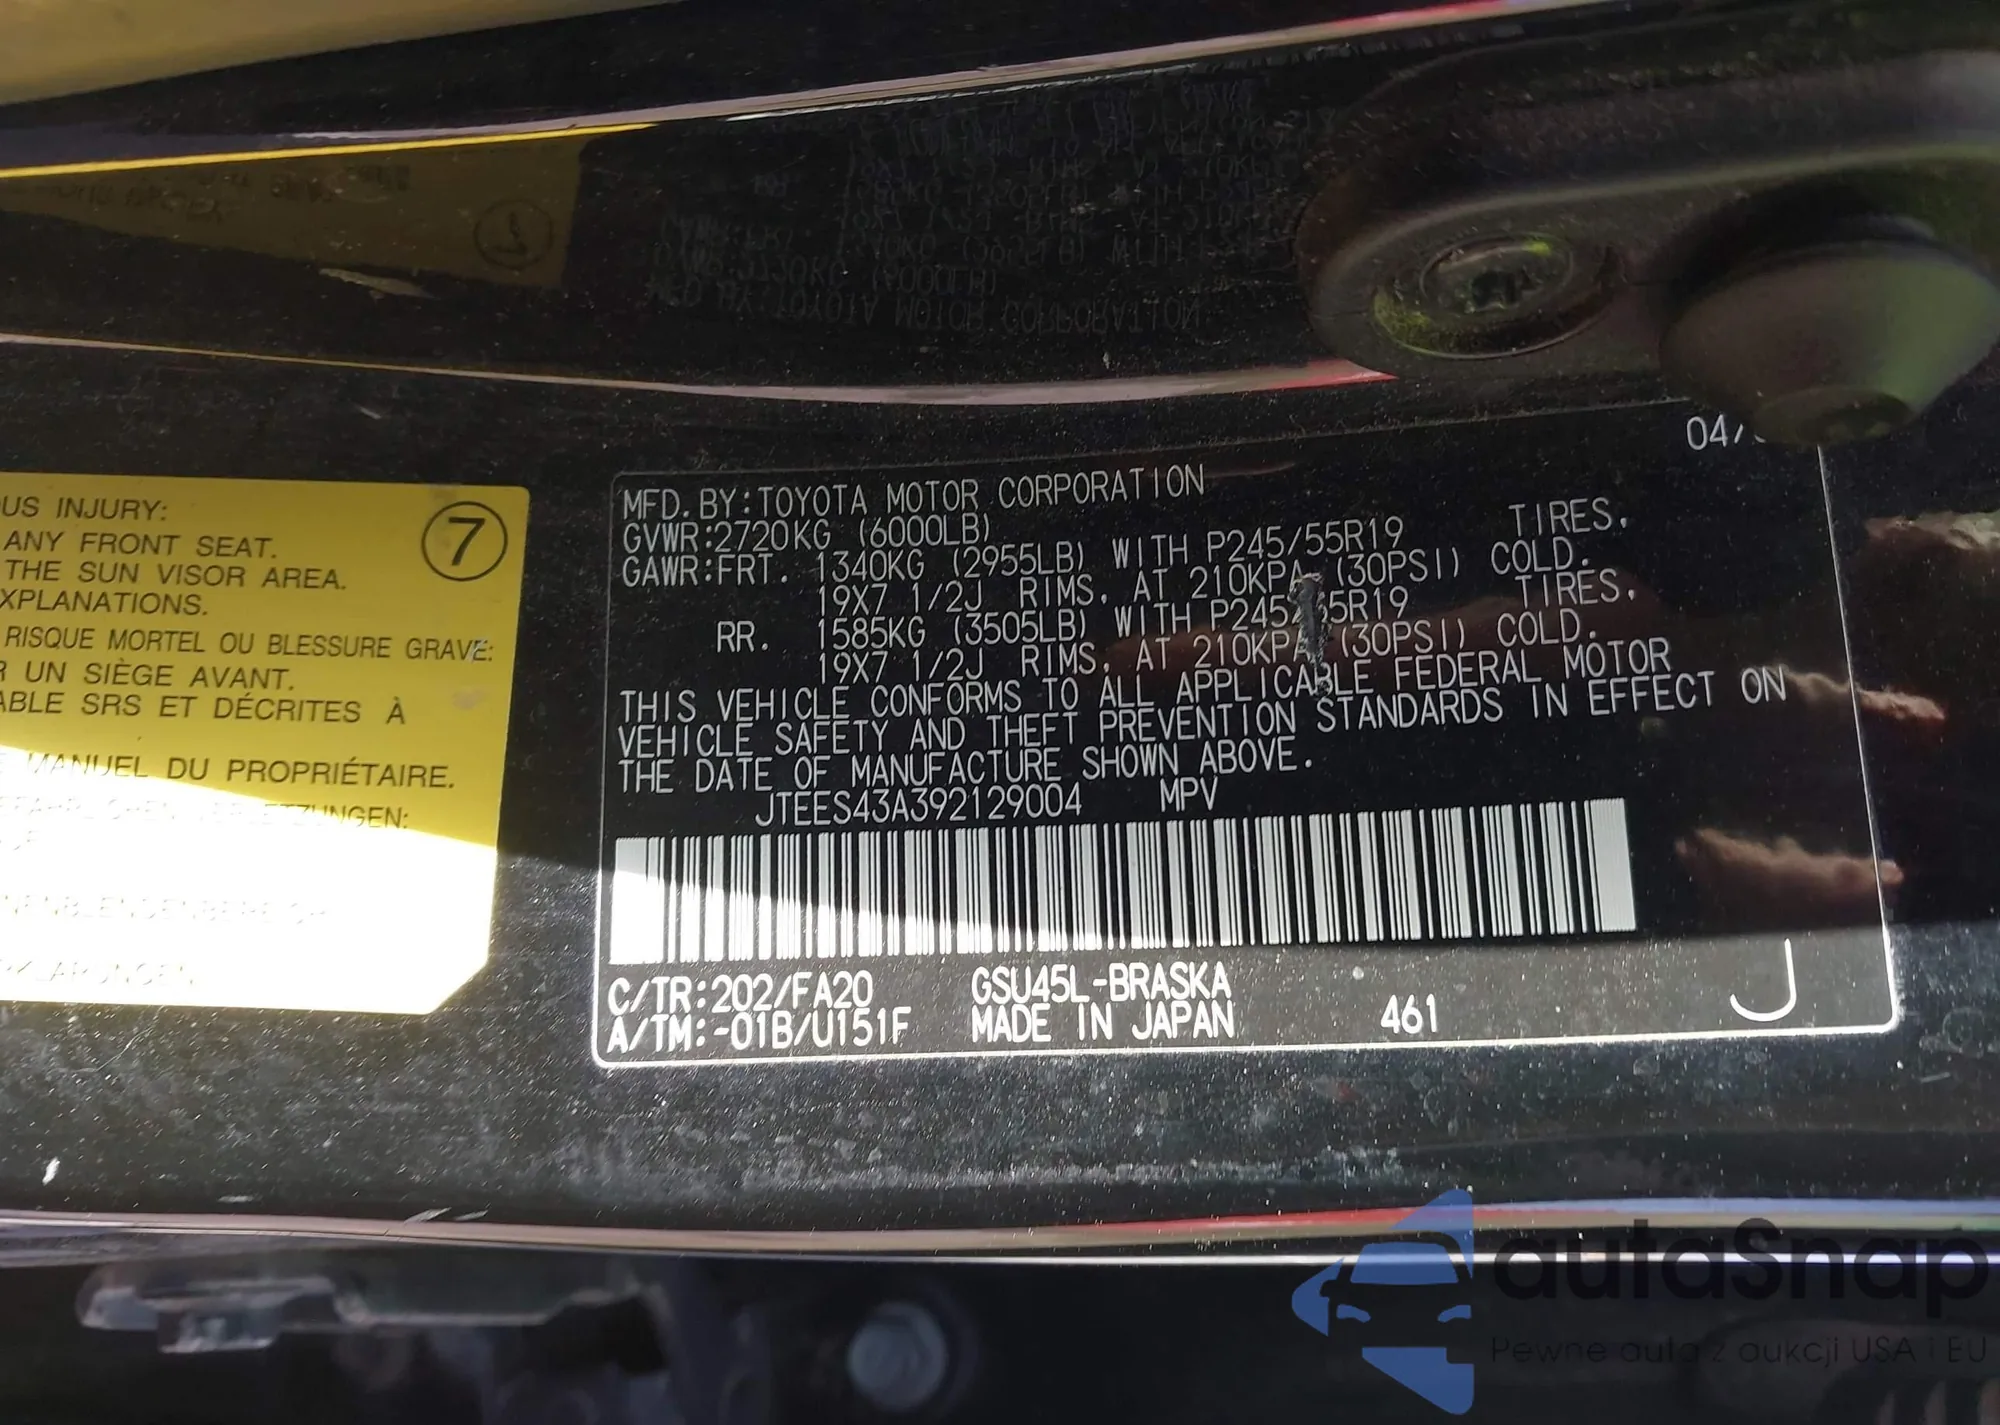 US INJURY:
ANY FRONT SEAT.
THE SUN VISOR AREA.
XPLANATIONS.
RISQUE MORTEL OU BLESSURE GRAVE:
R UN SIÈGE AVANT.
ABLE SRS ET DÉCRITES À
MANUEL DU PROPRIÉTAIRE.
7
04/
MFD. BY:TOYOTA MOTOR CORPORATION
GVWR:2720KG (6000LB)
GAWR:FRT. 1340KG (2955LB) WITH P245/55R19 TIRES,
19X7 1/2J RIMS, AT 210KPA (30PSI) COLD.
RR. 1585KG (3505LB) WITH P245/55R19 TIRES,
19X7 1/2J RIMS, AT 210KPA (30PSI) COLD.
THIS VEHICLE CONFORMS TO ALL APPLICABLE FEDERAL MOTOR
VEHICLE SAFETY AND THEFT PREVENTION STANDARDS IN EFFECT ON
THE DATE OF MANUFACTURE SHOWN ABOVE.
JTEES43A392129004 MPV
C/TR:202/FA20 GSU45L-BRASKA
A/TM:-01B/U151F MADE IN JAPAN 461 J
autaSnap
Pewne auta z aukcji USA i EU